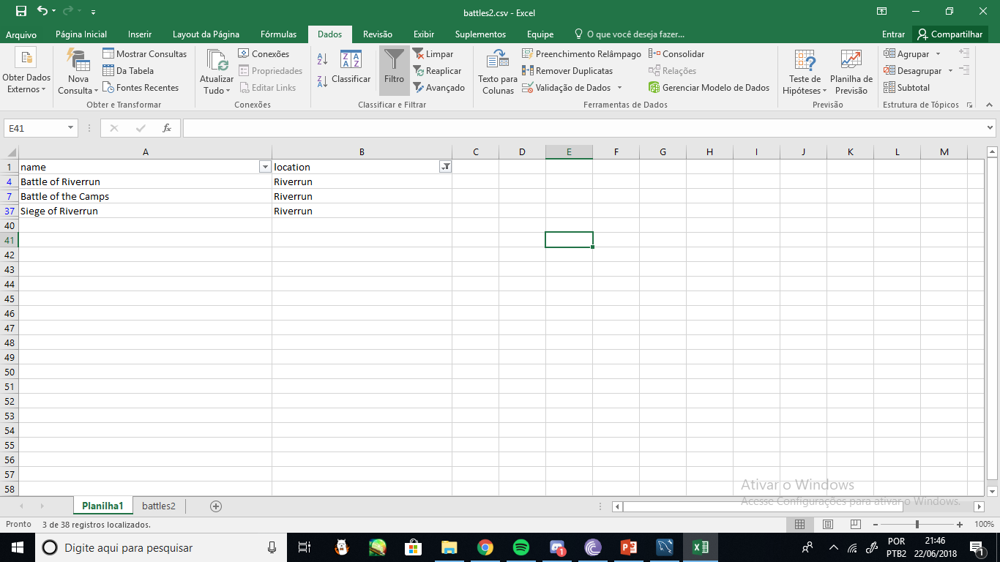 battles2.csv - Excel
Arquivo Página Inicial Inserir Layout da Página Fórmulas Dados Revisão Exibir Suplementos Equipe O que você deseja fazer... Entrar Compartilhar
Obter Dados Externos
Nova Consulta
Mostrar Consultas
Da Tabela
Fontes Recentes
Obter e Transformar
Atualizar Tudo
Conexões
Propriedades
Editar Links
Conexões
Classificar
Filtro
Limpar
Reaplicar
Avançado
Classificar e Filtrar
Texto para Colunas
Preenchimento Relâmpago
Remover Duplicatas
Validação de Dados
Consolidar
Relações
Gerenciar Modelo de Dados
Ferramentas de Dados
Teste de Hipóteses
Planilha de Previsão
Previsão
Agrupar
Desagrupar
Subtotal
Estrutura de Tópicos
E41 fx
A B C D E F G H I J K L M
1 name location
4 Battle of Riverrun Riverrun
7 Battle of the Camps Riverrun
37 Siege of Riverrun Riverrun
40
41
42
43
44
45
46
47
48
49
50
51
52
53
54
55
56
57
58
Ativar o Windows
Acesse Configurações para ativar o Windows.
Planilha1 battles2
Pronto 3 de 38 registros localizados. 100%
Digite aqui para pesquisar
POR
PTB2
21:46
22/06/2018
1